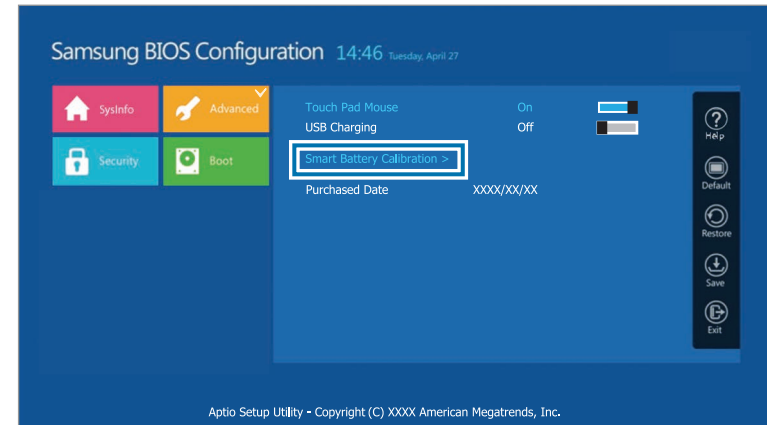 Samsung BIOS Configuration 14:46 Tuesday, April 27
SysInfo
Advanced
Security
Boot
Touch Pad Mouse On
USB Charging Off
Smart Battery Calibration >
Purchased Date XXXX/XX/XX
Help
Default
Restore
Save
Exit
Aptio Setup Utility - Copyright (C) XXXX American Megatrends, Inc.